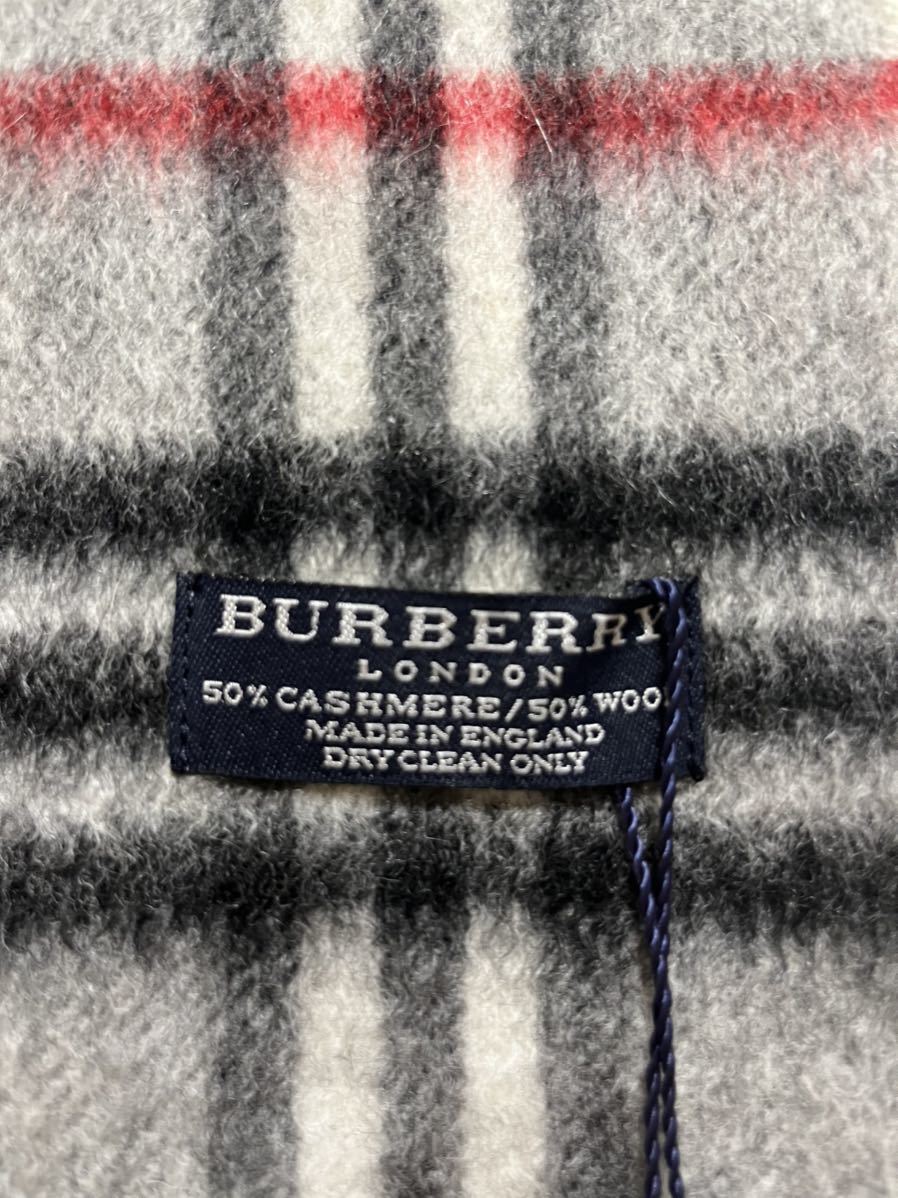 BURBERRY
LONDON
50% CASHMERE/50% WOO
MADE IN ENGLAND
DRY CLEAN ONLY